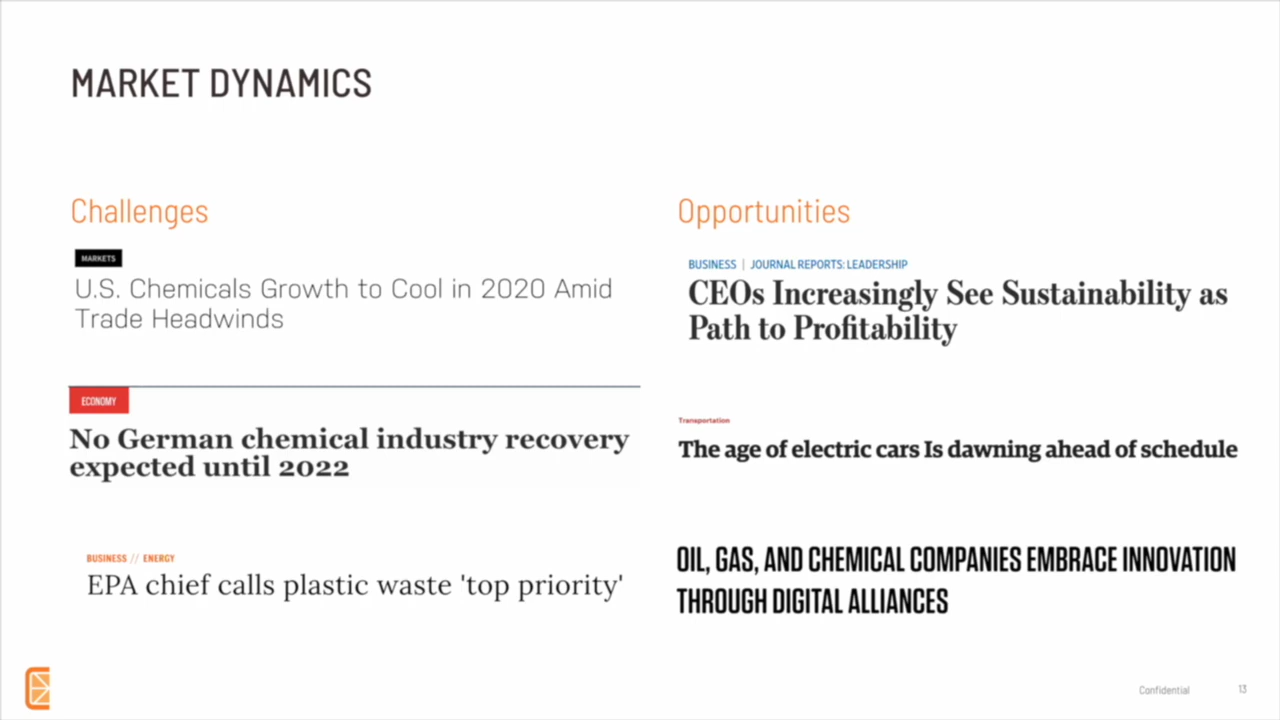 MARKET DYNAMICS
Challenges
MARKETS
U.S. Chemicals Growth to Cool in 2020 Amid
Trade Headwinds
ECONOMY
No German chemical industry recovery
expected until 2022
BUSINESS // ENERGY
EPA chief calls plastic waste 'top priority'
Opportunities
BUSINESS | JOURNAL REPORTS: LEADERSHIP
CEOs Increasingly See Sustainability as
Path to Profitability
Transportation
The age of electric cars Is dawning ahead of schedule
OIL, GAS, AND CHEMICAL COMPANIES EMBRACE INNOVATION
THROUGH DIGITAL ALLIANCES
Confidential
13